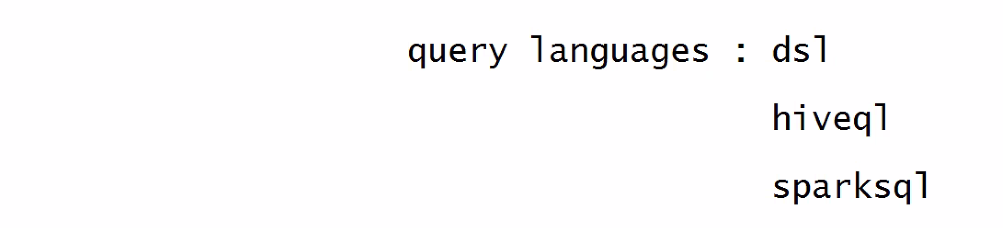 query languages : dsl
hiveql
sparksql